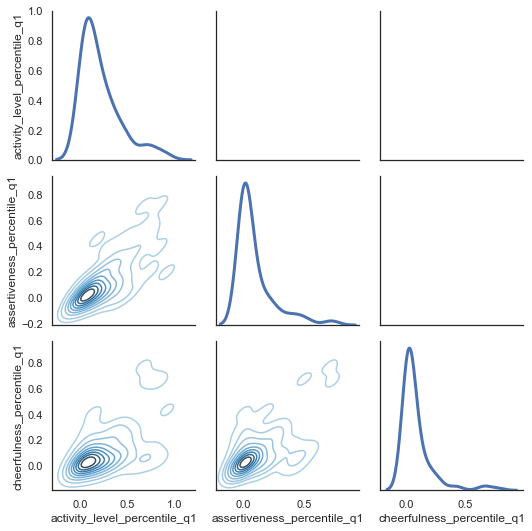 activity_level_percentile_q1
1.0
0.8
0.6
0.4
0.2
0.0
assertiveness_percentile_q1
0.8
0.6
0.4
0.2
0.0
−0.2
cheerfulness_percentile_q1
0.8
0.6
0.4
0.2
0.0
0.0 0.5 1.0
activity_level_percentile_q1
0.0 0.5
assertiveness_percentile_q1
0.0 0.5
cheerfulness_percentile_q1